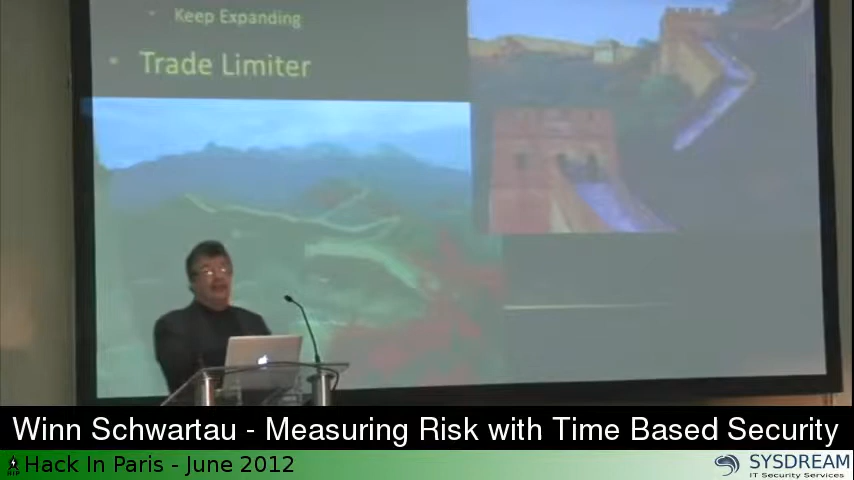 Keep Expanding
Trade Limiter
Winn Schwartau - Measuring Risk with Time Based Security
Hack In Paris - June 2012
SYSDREAM
IT Security Services